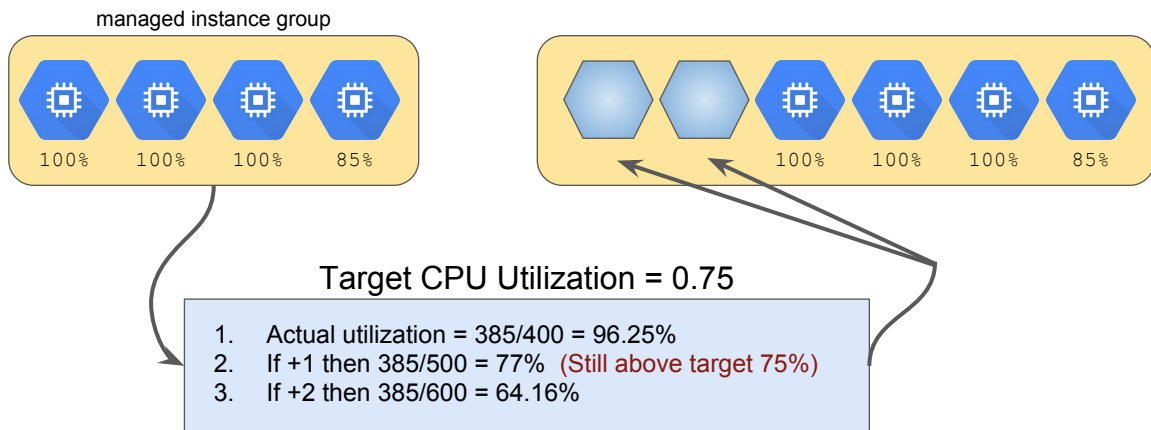 managed instance group
100% 100% 100% 85%
100% 100% 100% 85%
Target CPU Utilization = 0.75
1. Actual utilization = 385/400 = 96.25%
2. If +1 then 385/500 = 77% (Still above target 75%)
3. If +2 then 385/600 = 64.16%